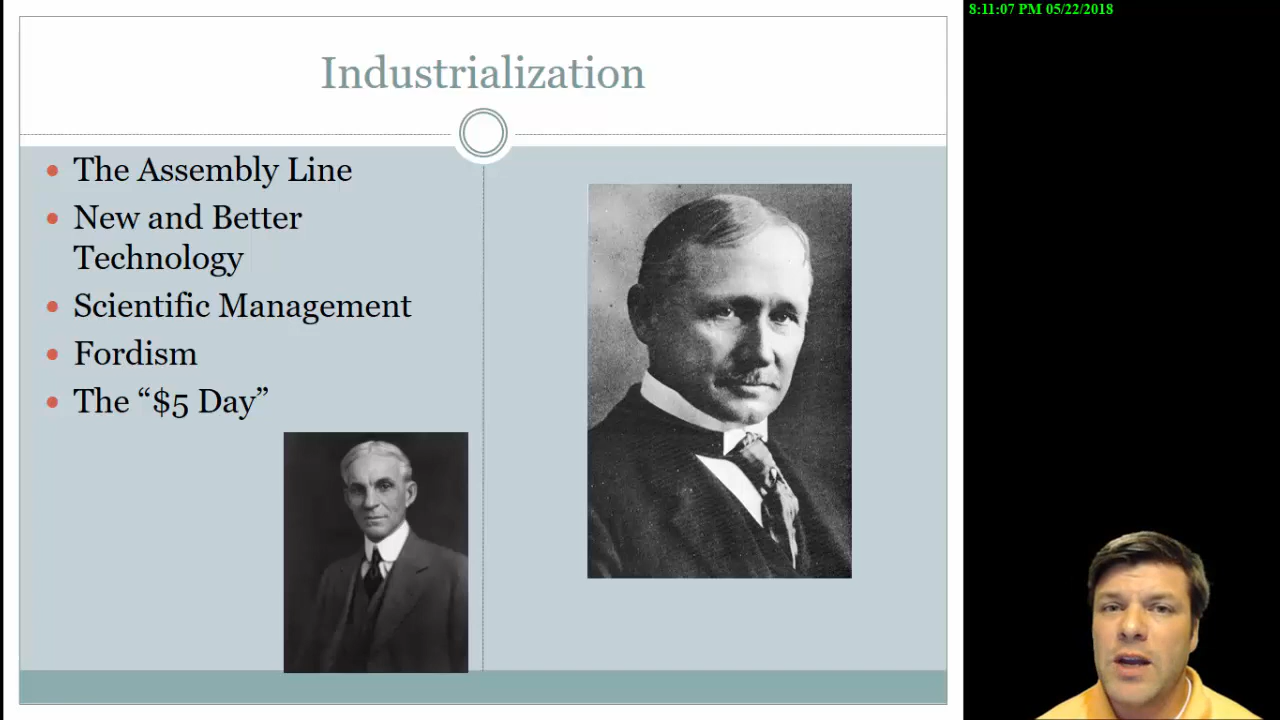 8:11:07 PM 05/22/2018
Industrialization
The Assembly Line
New and Better
Technology
Scientific Management
Fordism
The “$5 Day”